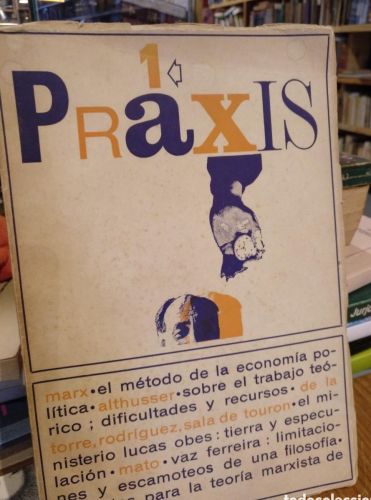 1
PRaxIS
marx•el método de la economía po-
lítica•althusser•sobre el trabajo teó-
rico; dificultades y recursos•de la
torre, rodríguez, sala de touron•el mi-
nisterio lucas obes: tierra y especu-
lación•mato•vaz ferreira: limitacio-
nes y escamoteos de una filosofía•
para la teoría marxista de
todocoleccio